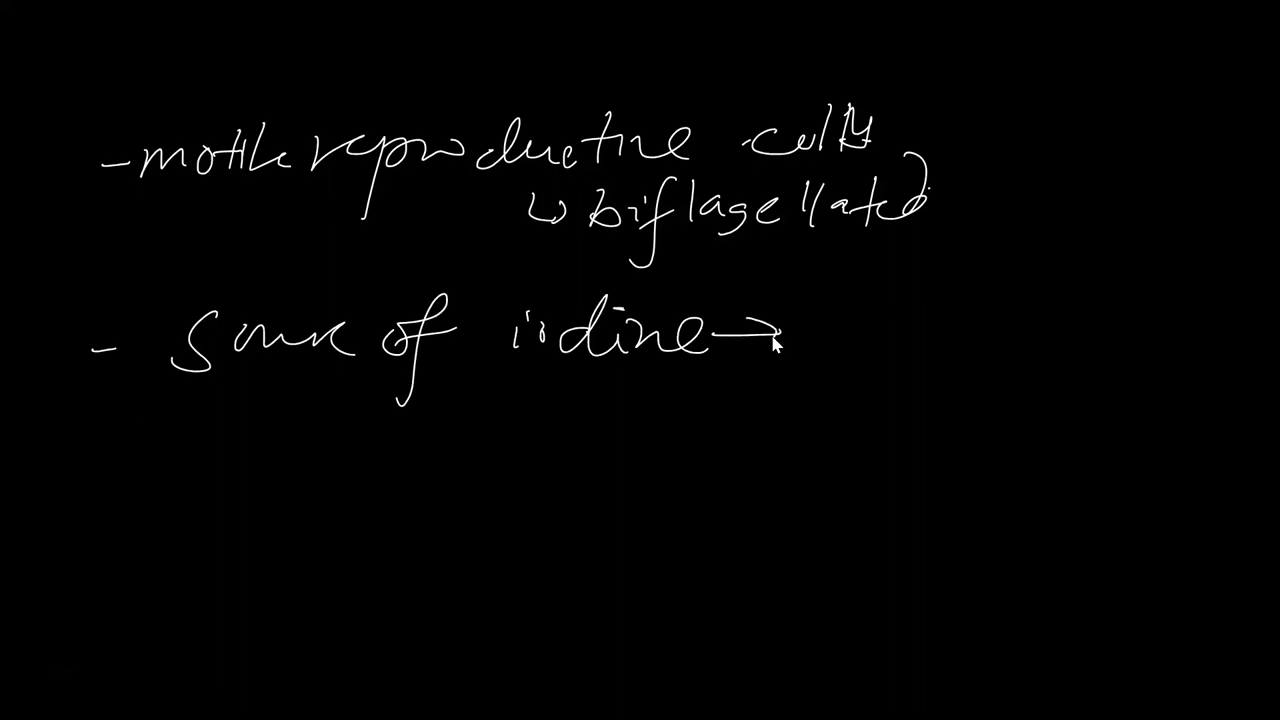 - motile reproductive cells
↳ biflagellated
- source of iodine →